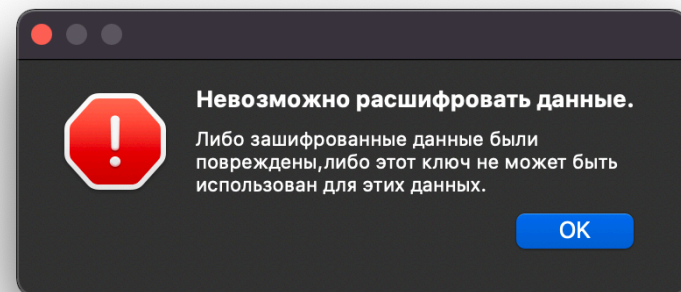 Невозможно расшифровать данные.
Либо зашифрованные данные были
повреждены,либо этот ключ не может быть
использован для этих данных.
OK